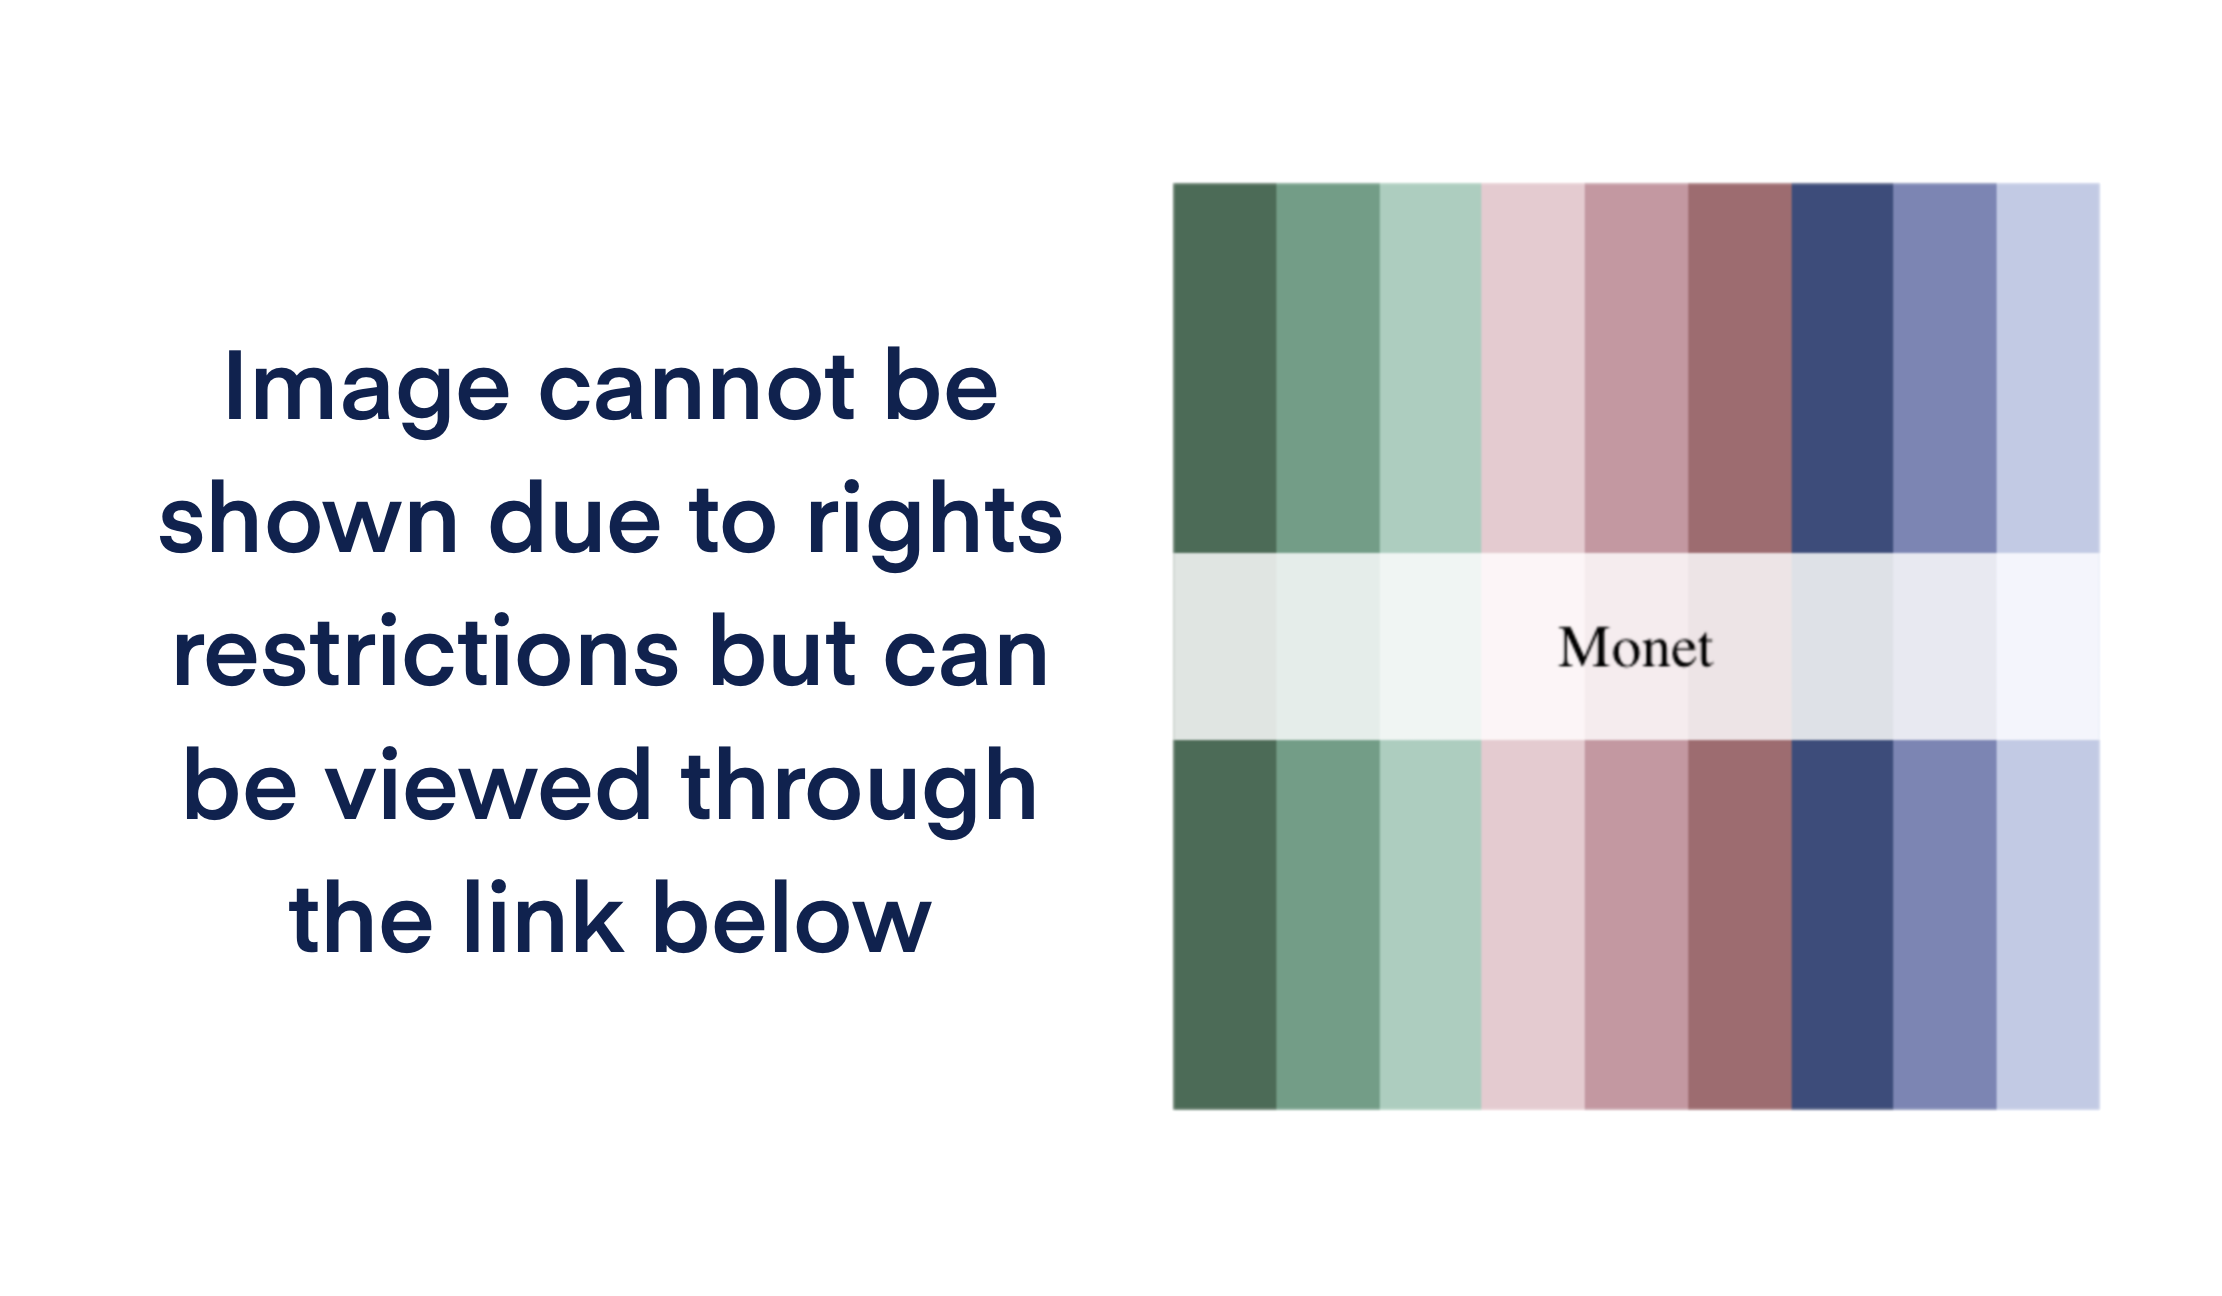 Image cannot be
shown due to rights
restrictions but can
be viewed through
the link below
Monet